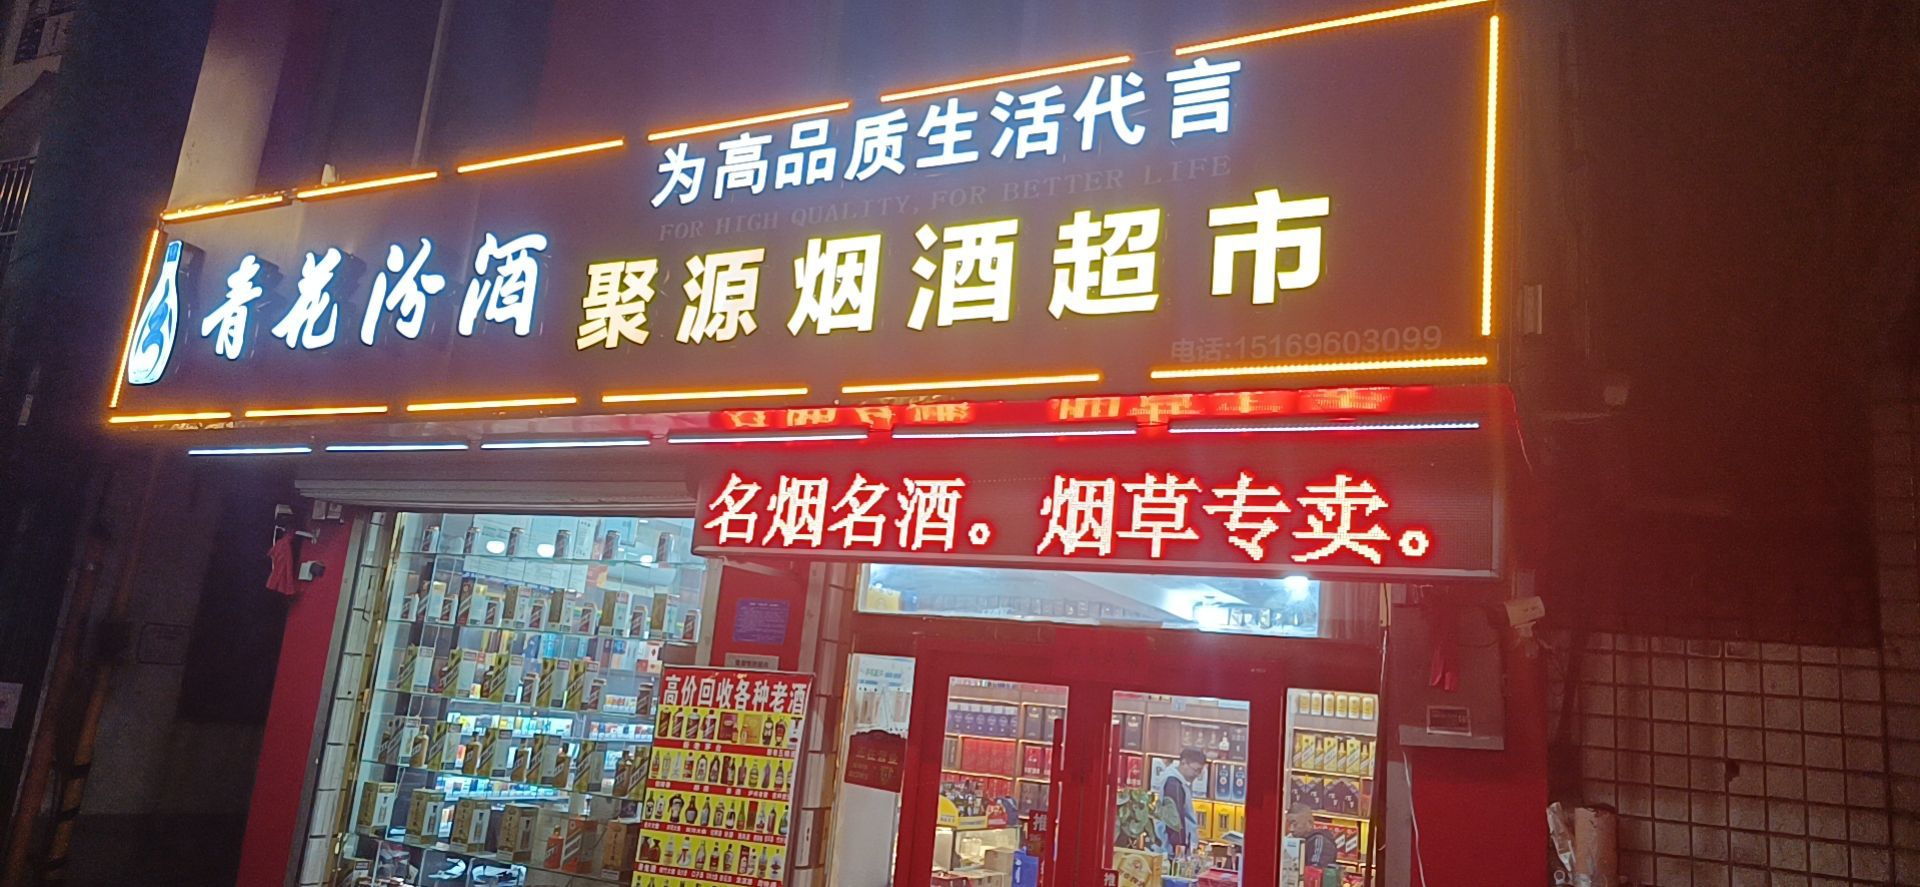 为高品质生活代言
FOR HIGH QUALITY, FOR BETTER LIFE
青花汾酒
聚源烟酒超市
电话:15169603099
名烟名酒。烟草专卖。
高价回收各种老酒
推
推